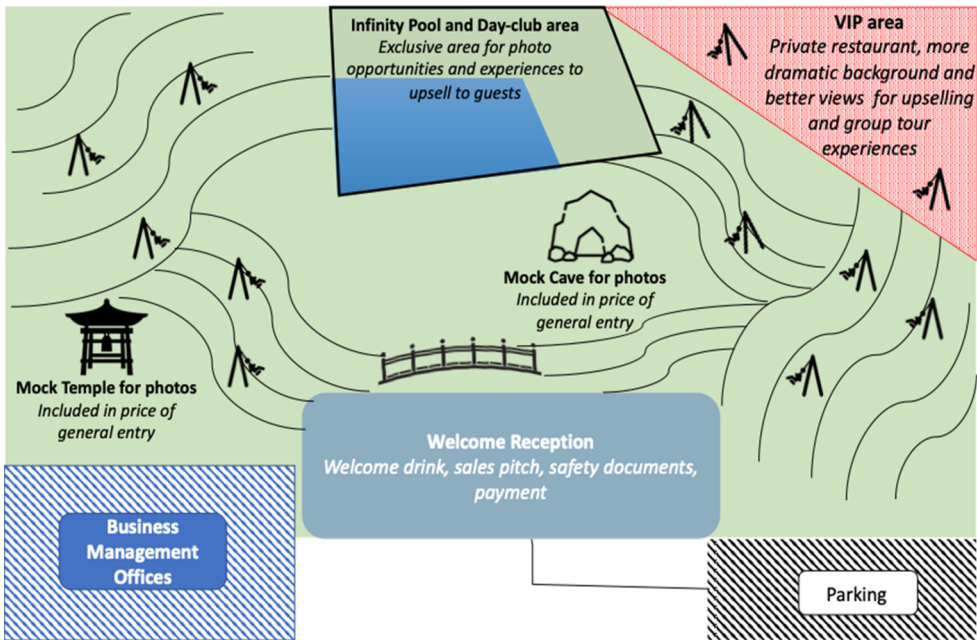 Infinity Pool and Day-club area
Exclusive area for photo
opportunities and experiences to
upsell to guests
VIP area
Private restaurant, more
dramatic background and
better views for upselling
and group tour
experiences
Mock Cave for photos
Included in price of
general entry
Mock Temple for photos
Included in price of
general entry
Welcome Reception
Welcome drink, sales pitch, safety documents,
payment
Business
Management
Offices
Parking